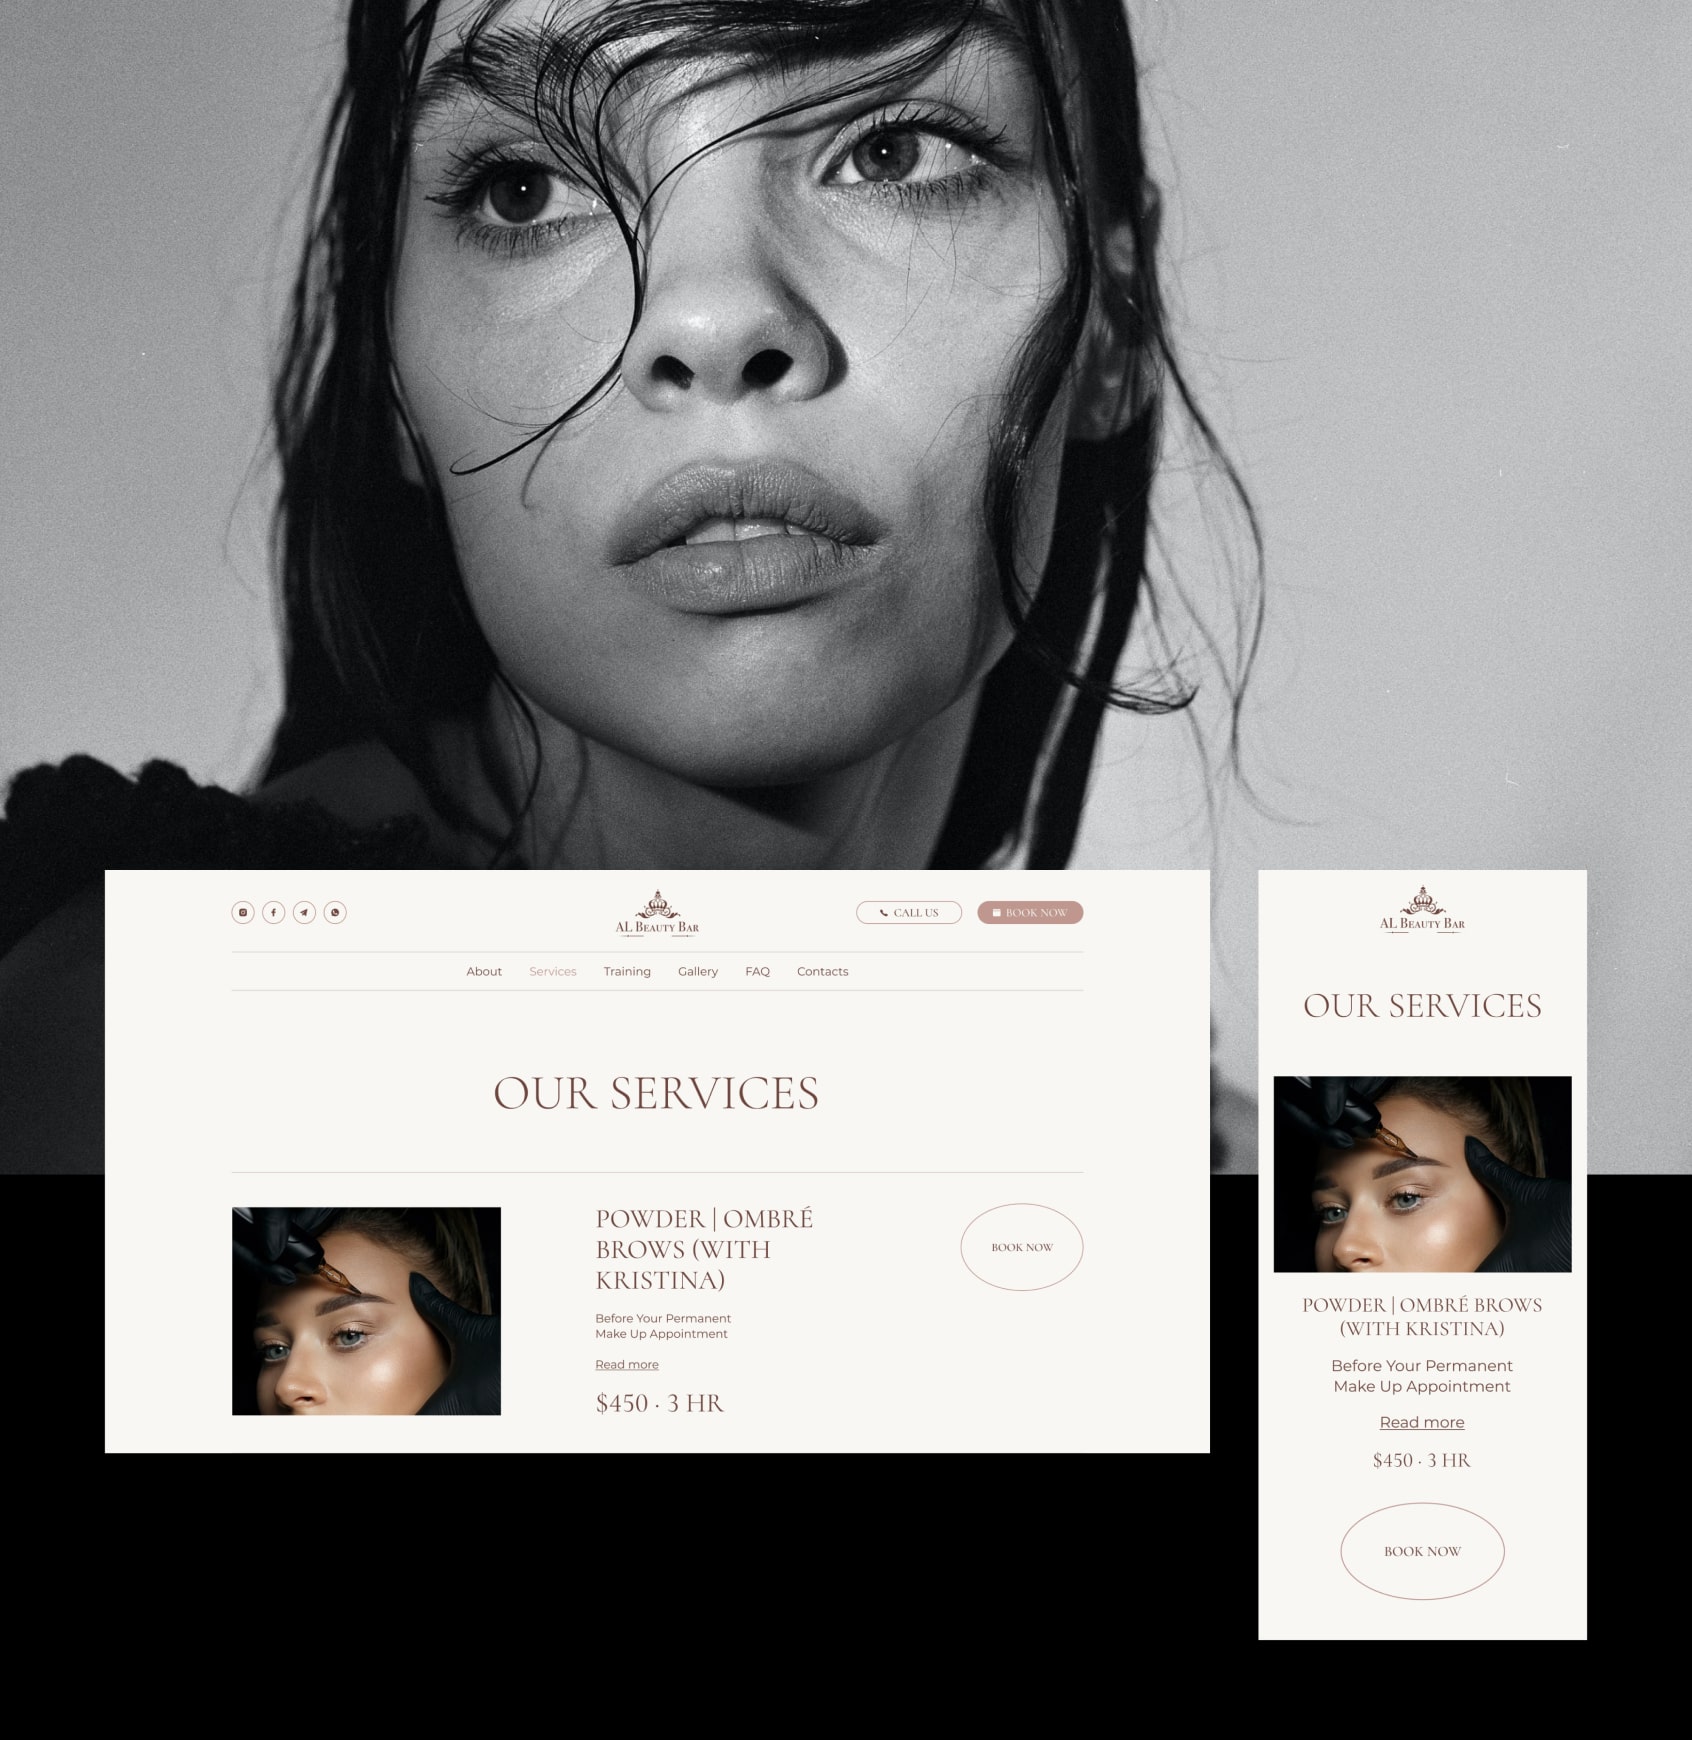 AL BEAUTY BAR
CALL US
BOOK NOW
About Services Training Gallery FAQ Contacts
OUR SERVICES
POWDER | OMBRÉ
BROWS (WITH
KRISTINA)
Before Your Permanent
Make Up Appointment
Read more
$450 · 3 HR
BOOK NOW
AL BEAUTY BAR
OUR SERVICES
POWDER | OMBRÉ BROWS
(WITH KRISTINA)
Before Your Permanent
Make Up Appointment
Read more
$450 · 3 HR
BOOK NOW